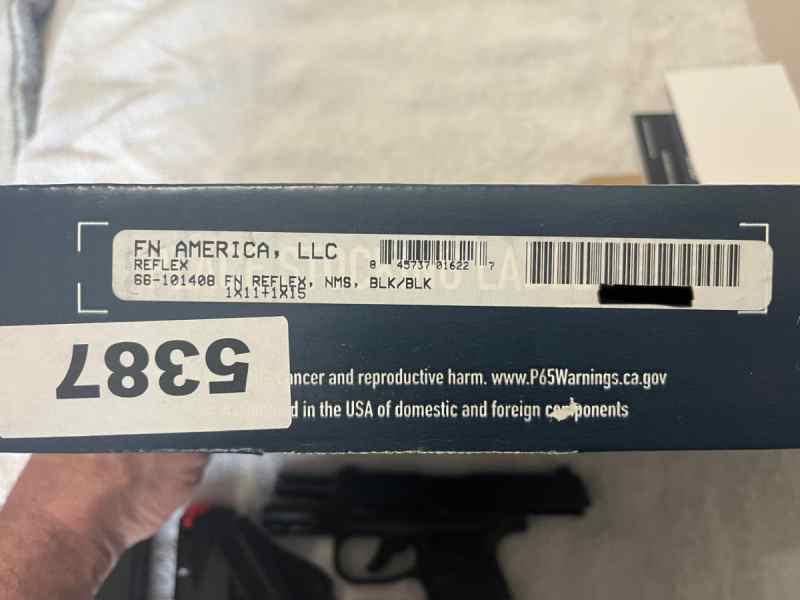 FN AMERICA, LLC
REFLEX
66-101408 FN REFLEX, NMS, BLK/BLK
1X11+1X15
8 45737 01622 7
5387
cancer and reproductive harm. www.P65Warnings.ca.gov
in the USA of domestic and foreign components